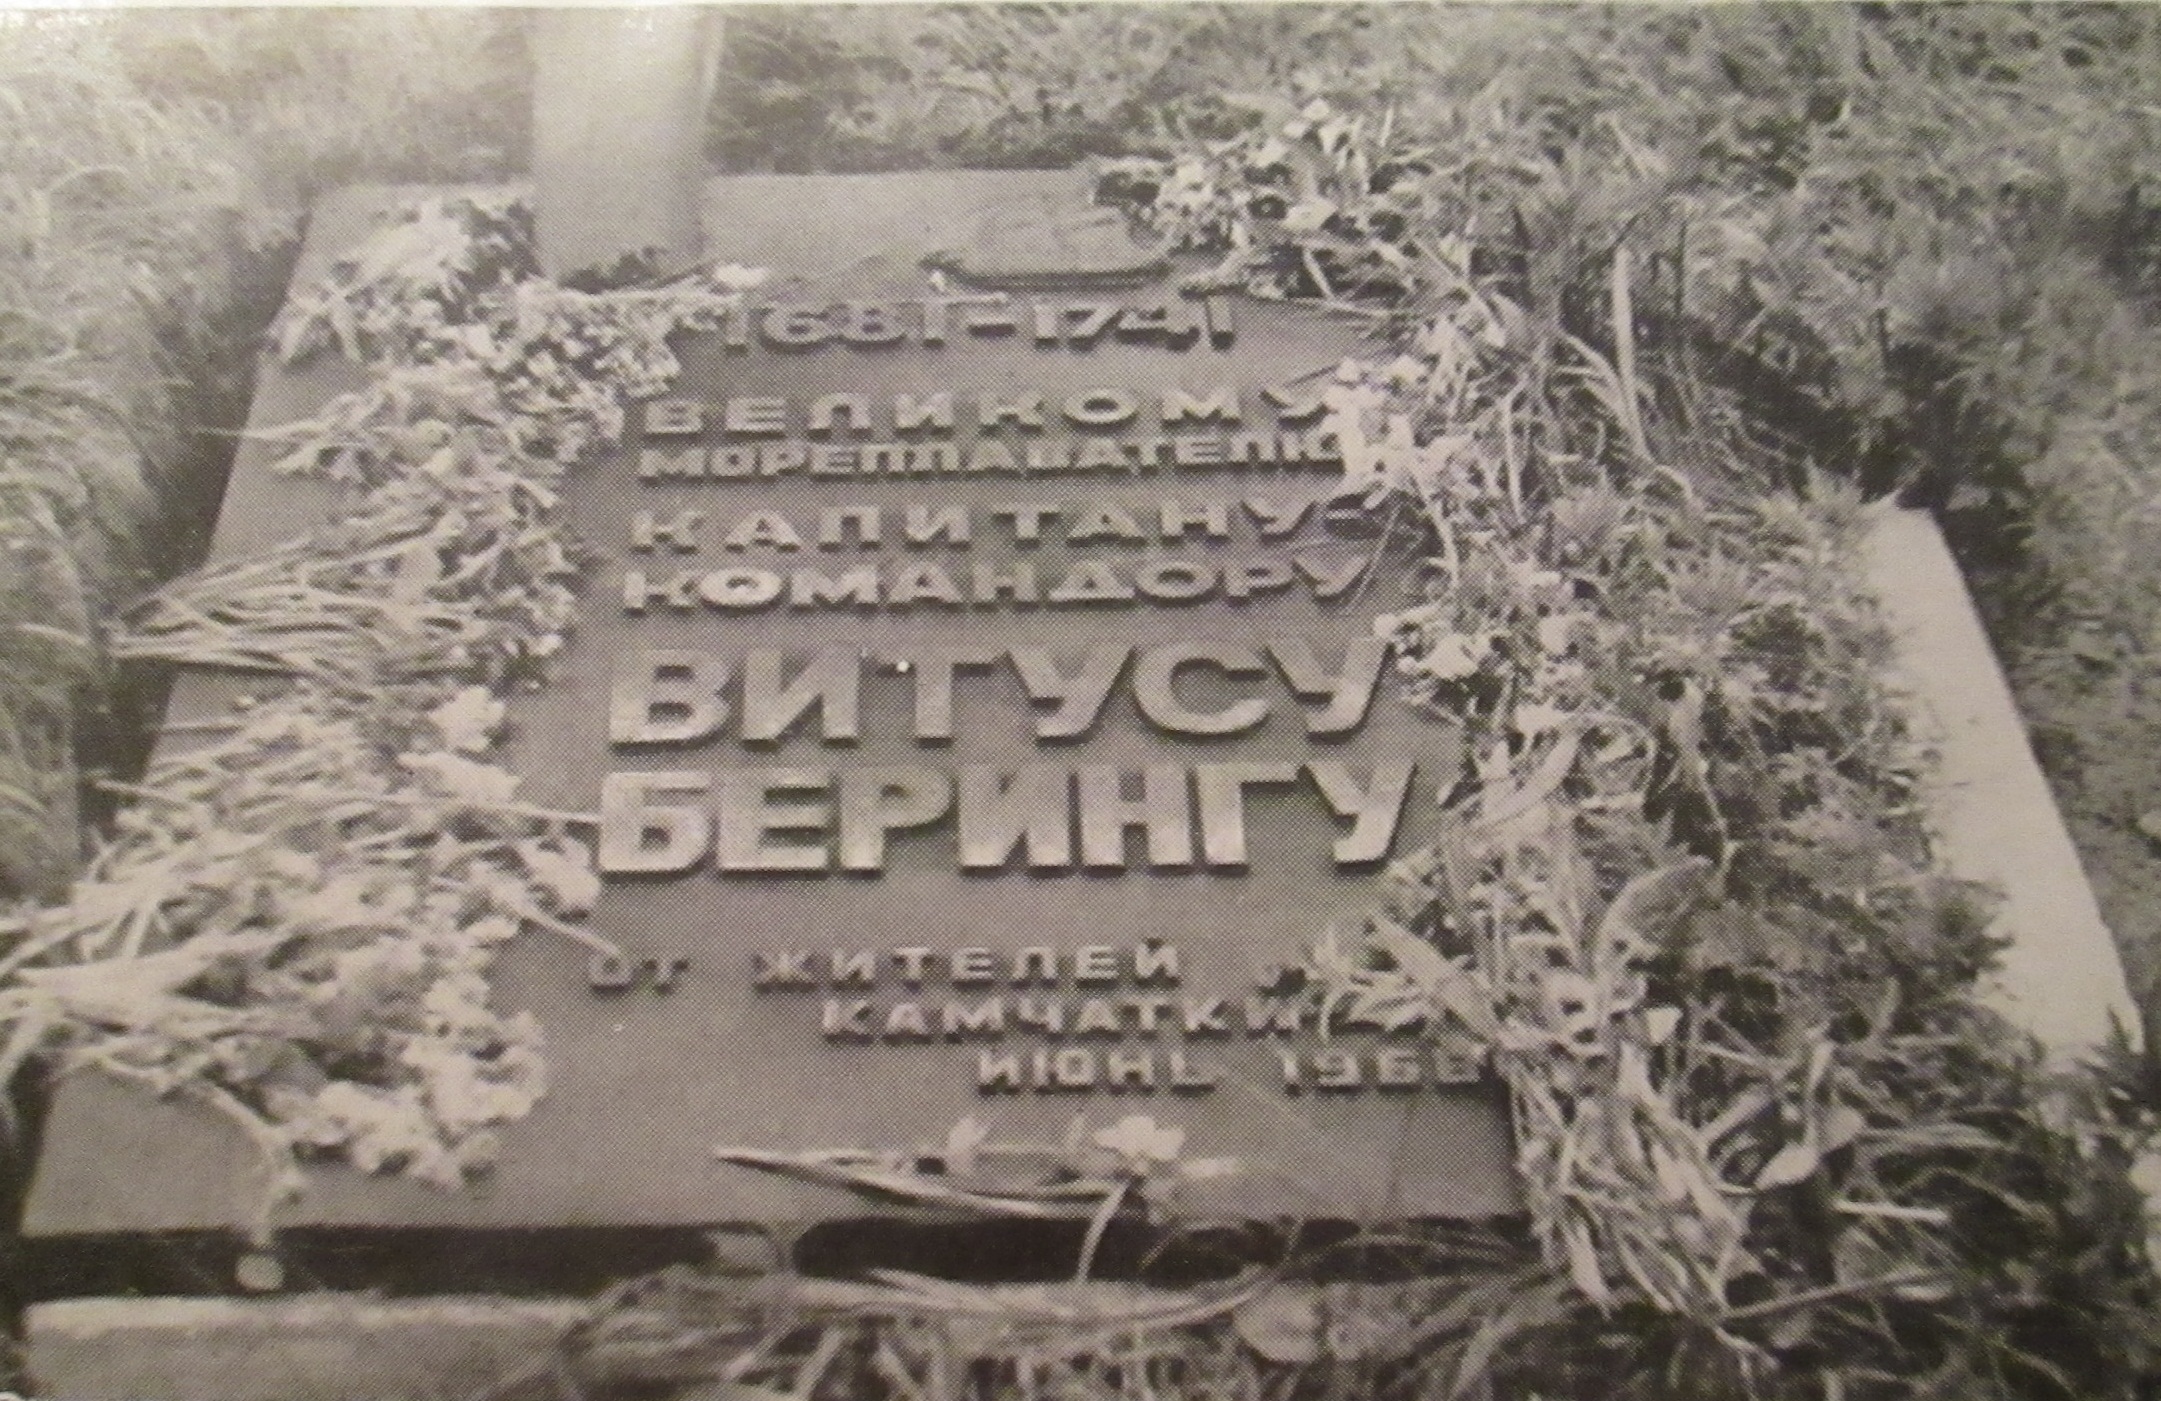 1681-1741
ВЕЛИКОМУ
МОРЕПЛАВАТЕЛЮ
КАПИТАНУ-
КОМАНДОРУ
ВИТУСУ
БЕРИНГУ
ОТ ЖИТЕЛЕЙ
КАМЧАТКИ
ИЮНЬ 1966